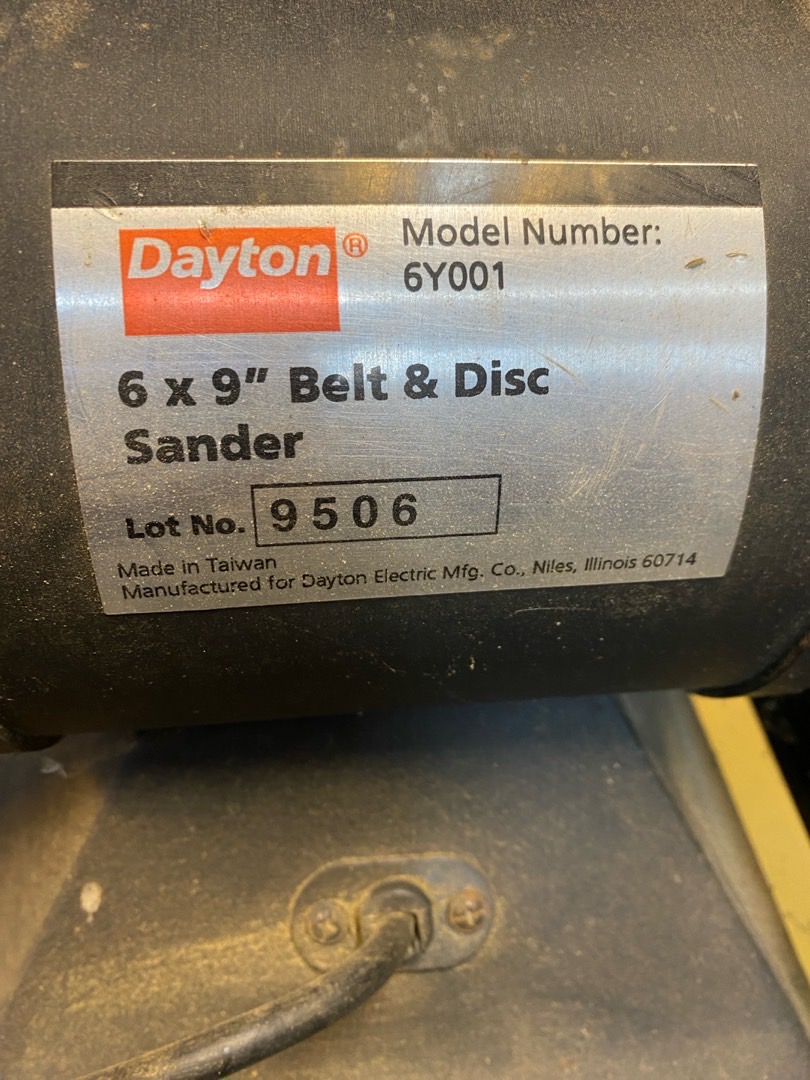 Dayton®
Model Number:
6Y001
6 x 9" Belt & Disc
Sander
Lot No. 9506
Made in Taiwan
Manufactured for Dayton Electric Mfg. Co., Niles, Illinois 60714